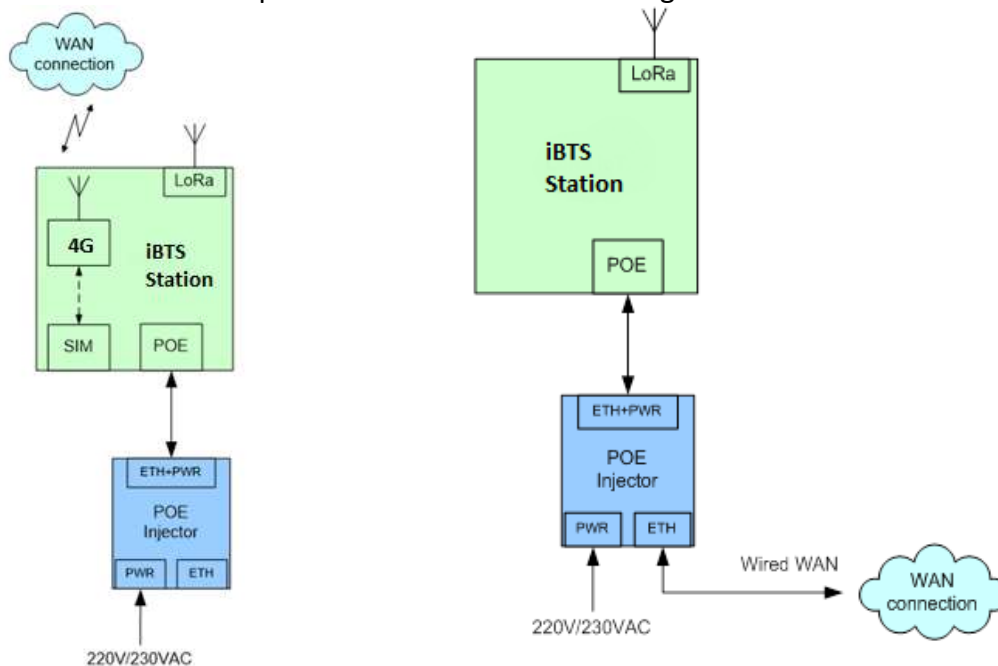 WAN
connection
LoRa
4G
iBTS
Station
SIM
POE
ETH+PWR
POE
Injector
PWR
ETH
220V/230VAC
LoRa
iBTS
Station
POE
ETH+PWR
POE
Injector
PWR
ETH
Wired WAN
WAN
connection
220V/230VAC